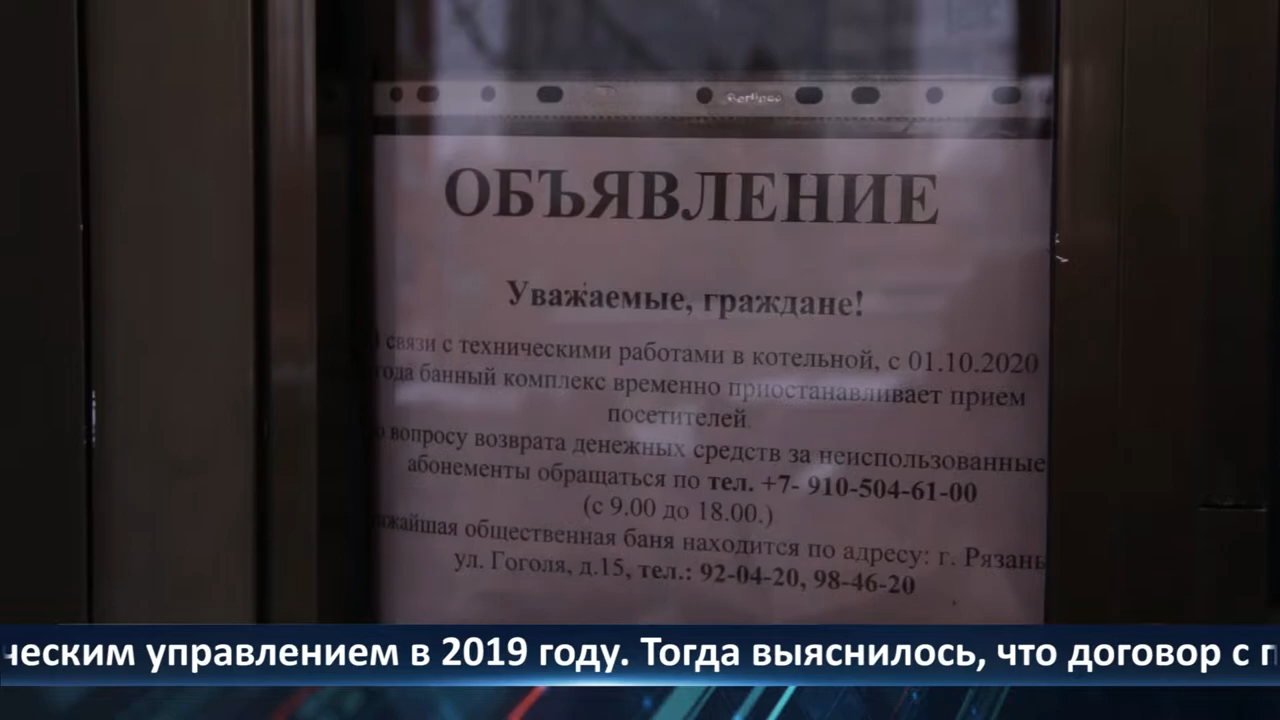 ОБЪЯВЛЕНИЕ
Уважаемые, граждане!
связи с техническими работами в котельной, с 01.10.2020
года банный комплекс временно приостанавливает прием
посетителей.
вопросу возврата денежных средств за неиспользованные
абонементы обращаться по тел. +7- 910-504-61-00
(с 9.00 до 18.00.)
общественная баня находится по адресу: г. Рязань
ул. Гоголя, д.15, тел.: 92-04-20, 98-46-20
управлением в 2019 году. Тогда выяснилось, что договор с